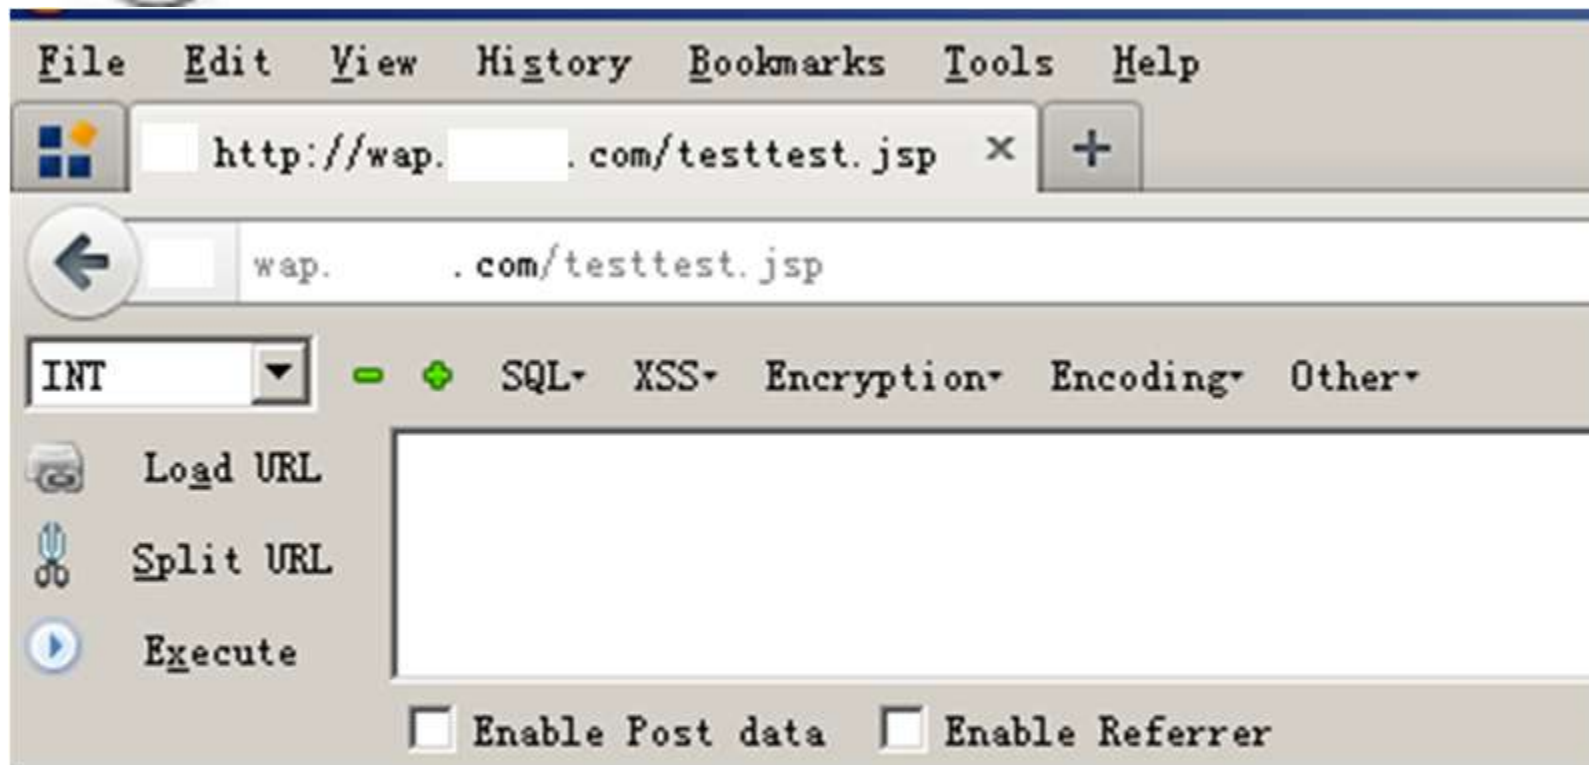 File Edit View History Bookmarks Tools Help
http://wap. .com/testtest.jsp × +
wap. .com/testtest.jsp
INT SQL XSS Encryption Encoding Other
Load URL
Split URL
Execute
Enable Post data Enable Referrer